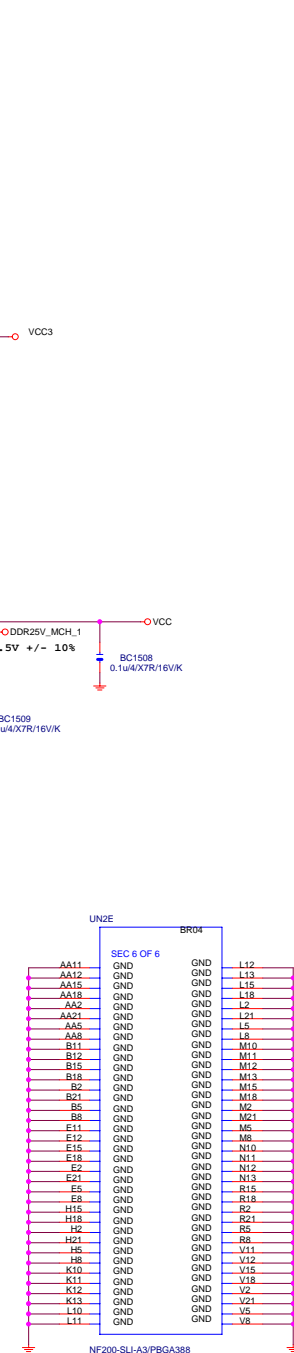 VCC3
VCC
DDR25V_MCH_1
.5V +/- 10%
BC1508
0.1u/4/X7R/16V/K
BC1509
u/4/X7R/16V/K
UN2E
BR04
SEC 6 OF 6
AA11 GND GND L12
AA12 GND GND L13
AA15 GND GND L15
AA18 GND GND L18
AA2 GND GND L2
AA21 GND GND L21
AA5 GND GND L5
AA8 GND GND L8
B11 GND GND M10
B12 GND GND M11
B15 GND GND M12
B18 GND GND M13
B2 GND GND M15
B21 GND GND M18
B5 GND GND M2
B8 GND GND M21
E11 GND GND M5
E12 GND GND M8
E15 GND GND N10
E18 GND GND N11
E2 GND GND N12
E21 GND GND N13
E5 GND GND R15
E8 GND GND R18
H15 GND GND R2
H18 GND GND R21
H2 GND GND R5
H21 GND GND R8
H5 GND GND V11
H8 GND GND V12
K10 GND GND V15
K11 GND GND V18
K12 GND GND V2
K13 GND GND V21
L10 GND GND V5
L11 GND GND V8
NF200-SLI-A3/PBGA388